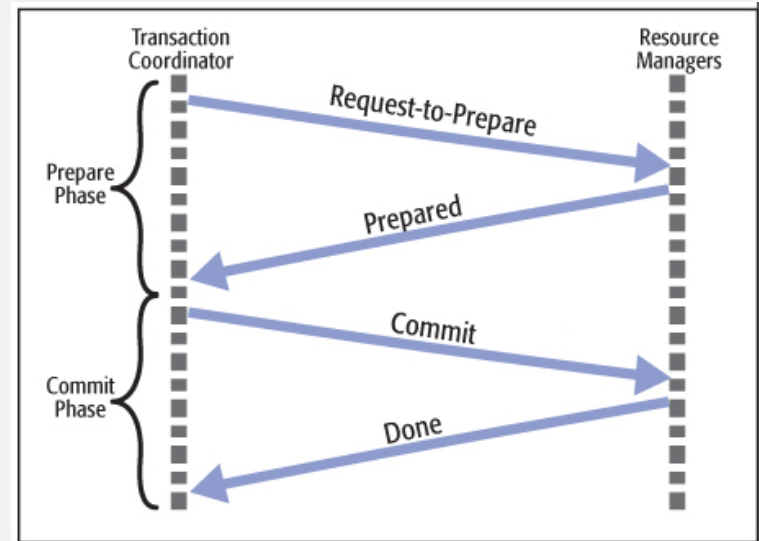 Transaction
Coordinator
Resource
Managers
Request-to-Prepare
Prepare
Phase
Prepared
Commit
Commit
Phase
Done